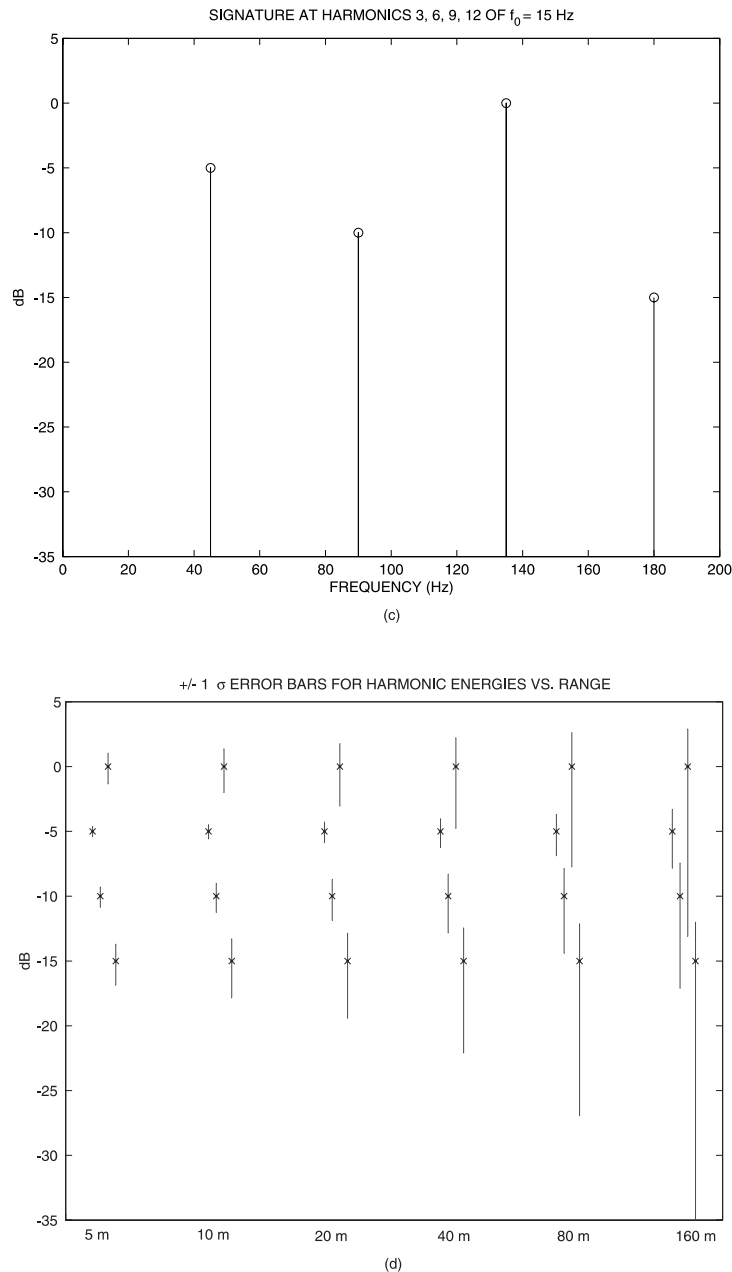 SIGNATURE AT HARMONICS 3, 6, 9, 12 OF f0 = 15 Hz
5
0
-5
-10
-15
-20
-25
-30
-35
dB
0 20 40 60 80 100 120 140 160 180 200
FREQUENCY (Hz)
(c)
+/- 1 σ ERROR BARS FOR HARMONIC ENERGIES VS. RANGE
5
0
-5
-10
-15
-20
-25
-30
-35
dB
5 m 10 m 20 m 40 m 80 m 160 m
(d)